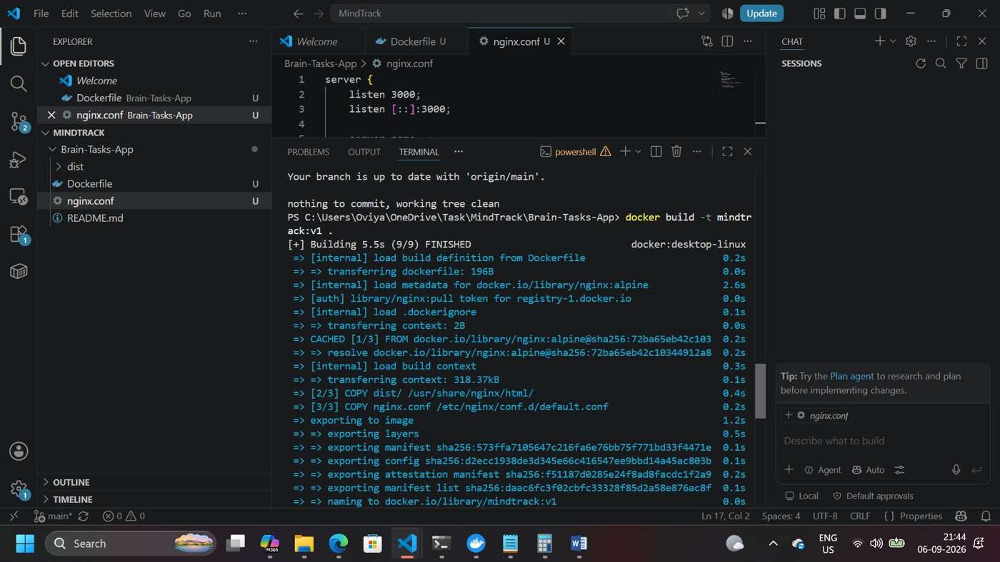 File Edit Selection View Go Run ···
MindTrack
Update
EXPLORER
OPEN EDITORS
Welcome
Dockerfile Brain-Tasks-App U
nginx.conf Brain-Tasks-App U
MINDTRACK
Brain-Tasks-App
dist
Dockerfile U
nginx.conf U
README.md
OUTLINE
TIMELINE
2
1
1
Welcome
Dockerfile U
nginx.conf U
Brain-Tasks-App > nginx.conf
1 server {
2 listen 3000;
3 listen [::]:3000;
4
PROBLEMS OUTPUT TERMINAL ···
powershell
Your branch is up to date with 'origin/main'.
nothing to commit, working tree clean
PS C:\Users\Oviya\OneDrive\Task\MindTrack\Brain-Tasks-App> docker build -t mindtr
ack:v1 .
[+] Building 5.5s (9/9) FINISHED docker:desktop-linux
=> [internal] load build definition from Dockerfile 0.2s
=> => transferring dockerfile: 196B 0.0s
=> [internal] load metadata for docker.io/library/nginx:alpine 2.6s
=> [auth] library/nginx:pull token for registry-1.docker.io 0.0s
=> [internal] load .dockerignore 0.1s
=> => transferring context: 2B 0.0s
=> CACHED [1/3] FROM docker.io/library/nginx:alpine@sha256:72ba65eb42c103 0.2s
=> => resolve docker.io/library/nginx:alpine@sha256:72ba65eb42c10344912a8 0.2s
=> [internal] load build context 0.3s
=> => transferring context: 318.37kB 0.1s
=> [2/3] COPY dist/ /usr/share/nginx/html/ 0.4s
=> [3/3] COPY nginx.conf /etc/nginx/conf.d/default.conf 0.2s
=> exporting to image 1.2s
=> => exporting layers 0.5s
=> => exporting manifest sha256:573ffa7105647c216fa6e76bb75f771bd33f4471e 0.1s
=> => exporting config sha256:d2ecc1938de3d345e66c416547ee9bbd14a45ac803b 0.1s
=> => exporting attestation manifest sha256:f51187d0285e24f8ad8facdc1f2a9 0.2s
=> => exporting manifest list sha256:daac6fc3f02cbfc33328f85d2a58e876ac8f 0.1s
=> => naming to docker.io/library/mindtrack:v1 0.0s
CHAT
SESSIONS
Tip: Try the Plan agent to research and plan
before implementing changes.
nginx.conf
Describe what to build
Agent Auto
Local Default approvals
main* 0 0 Ln 17, Col 2 Spaces: 4 UTF-8 CRLF { } Properties
Search
M365
ENG
US
21:44
06-09-2026